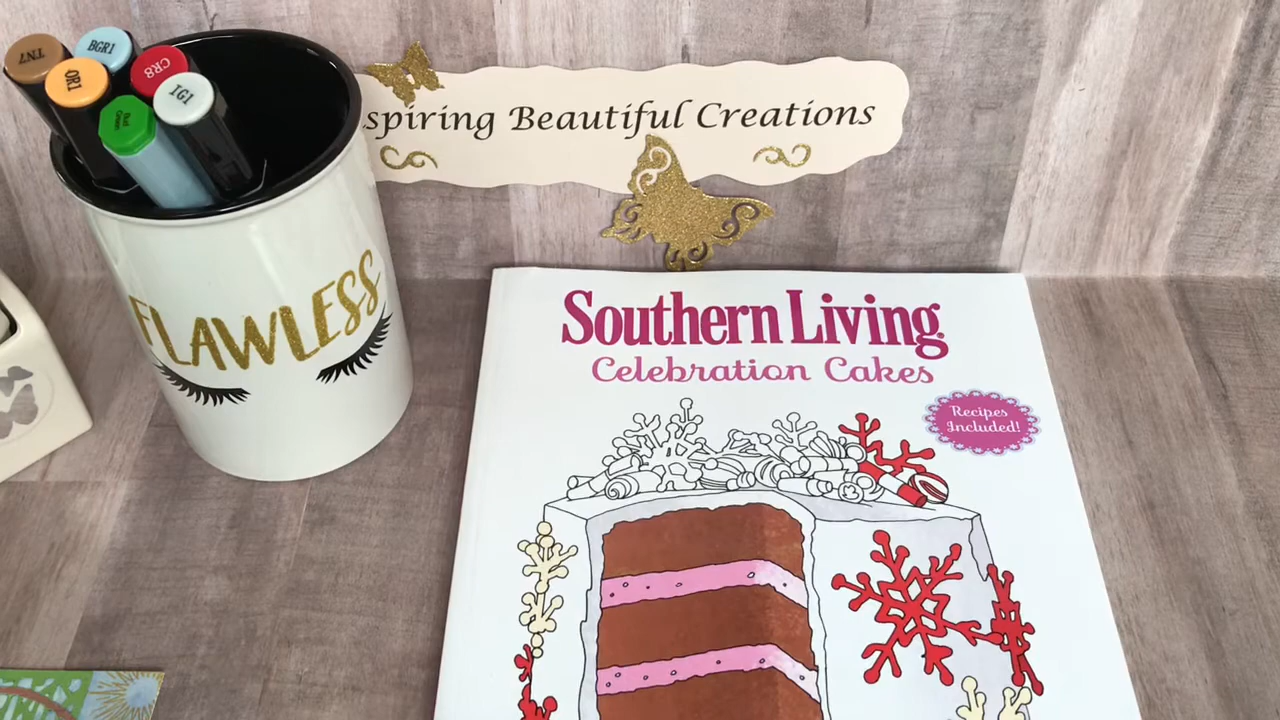 TN7
BGR1
CR8
OR1
IG1
spiring Beautiful Creations
FLAWLESS
Southern Living
Celebration Cakes
Recipes
Included!